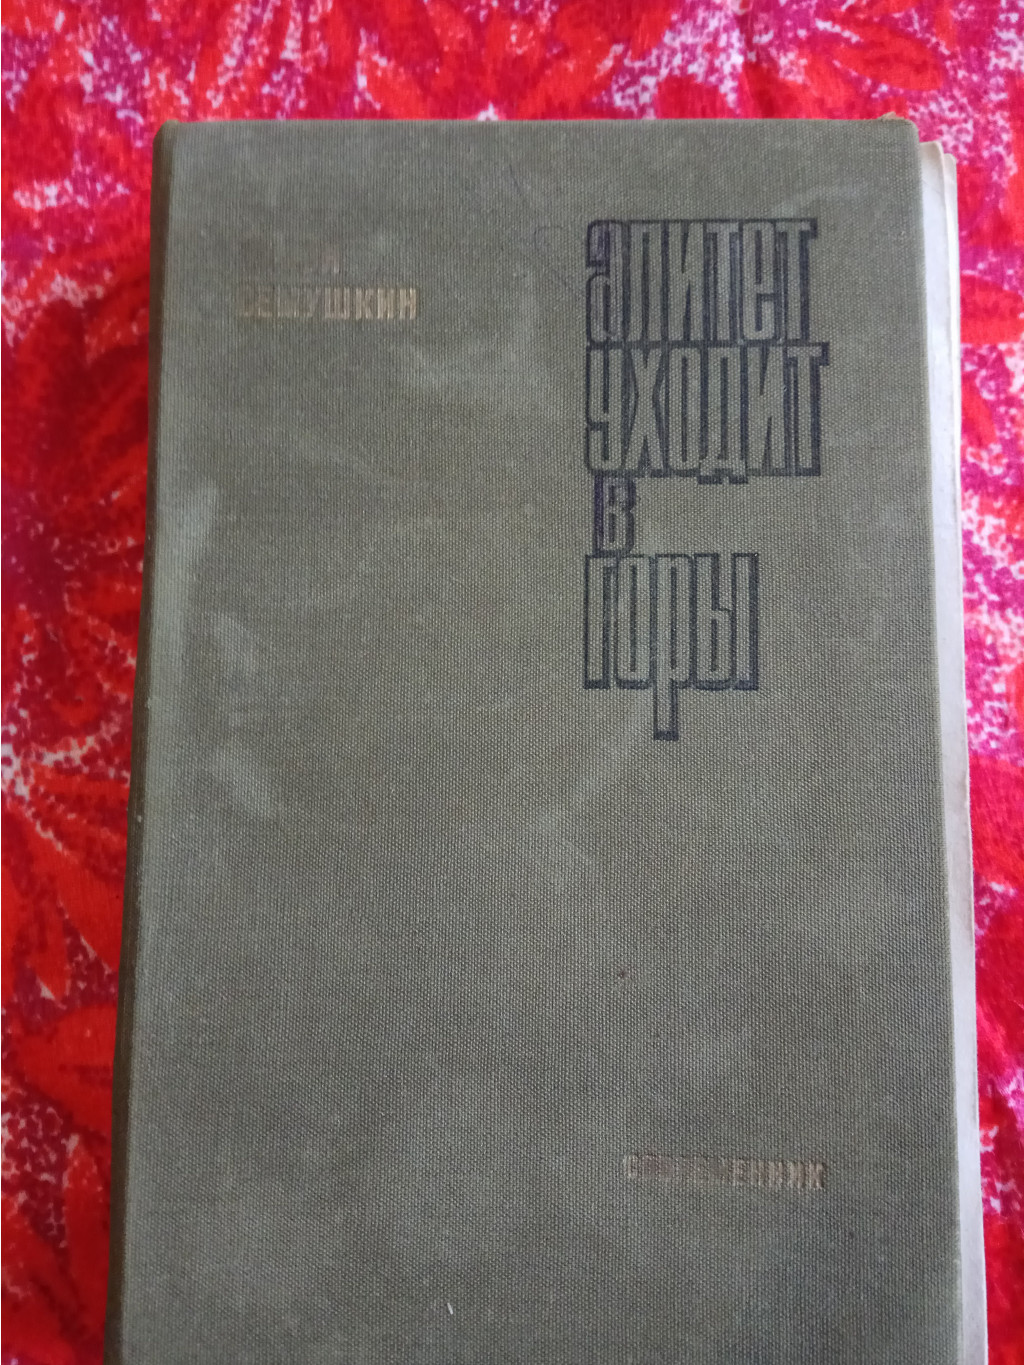 СЕМУШКИН
алитет
уходит
в
горы
СОВРЕМЕННИК